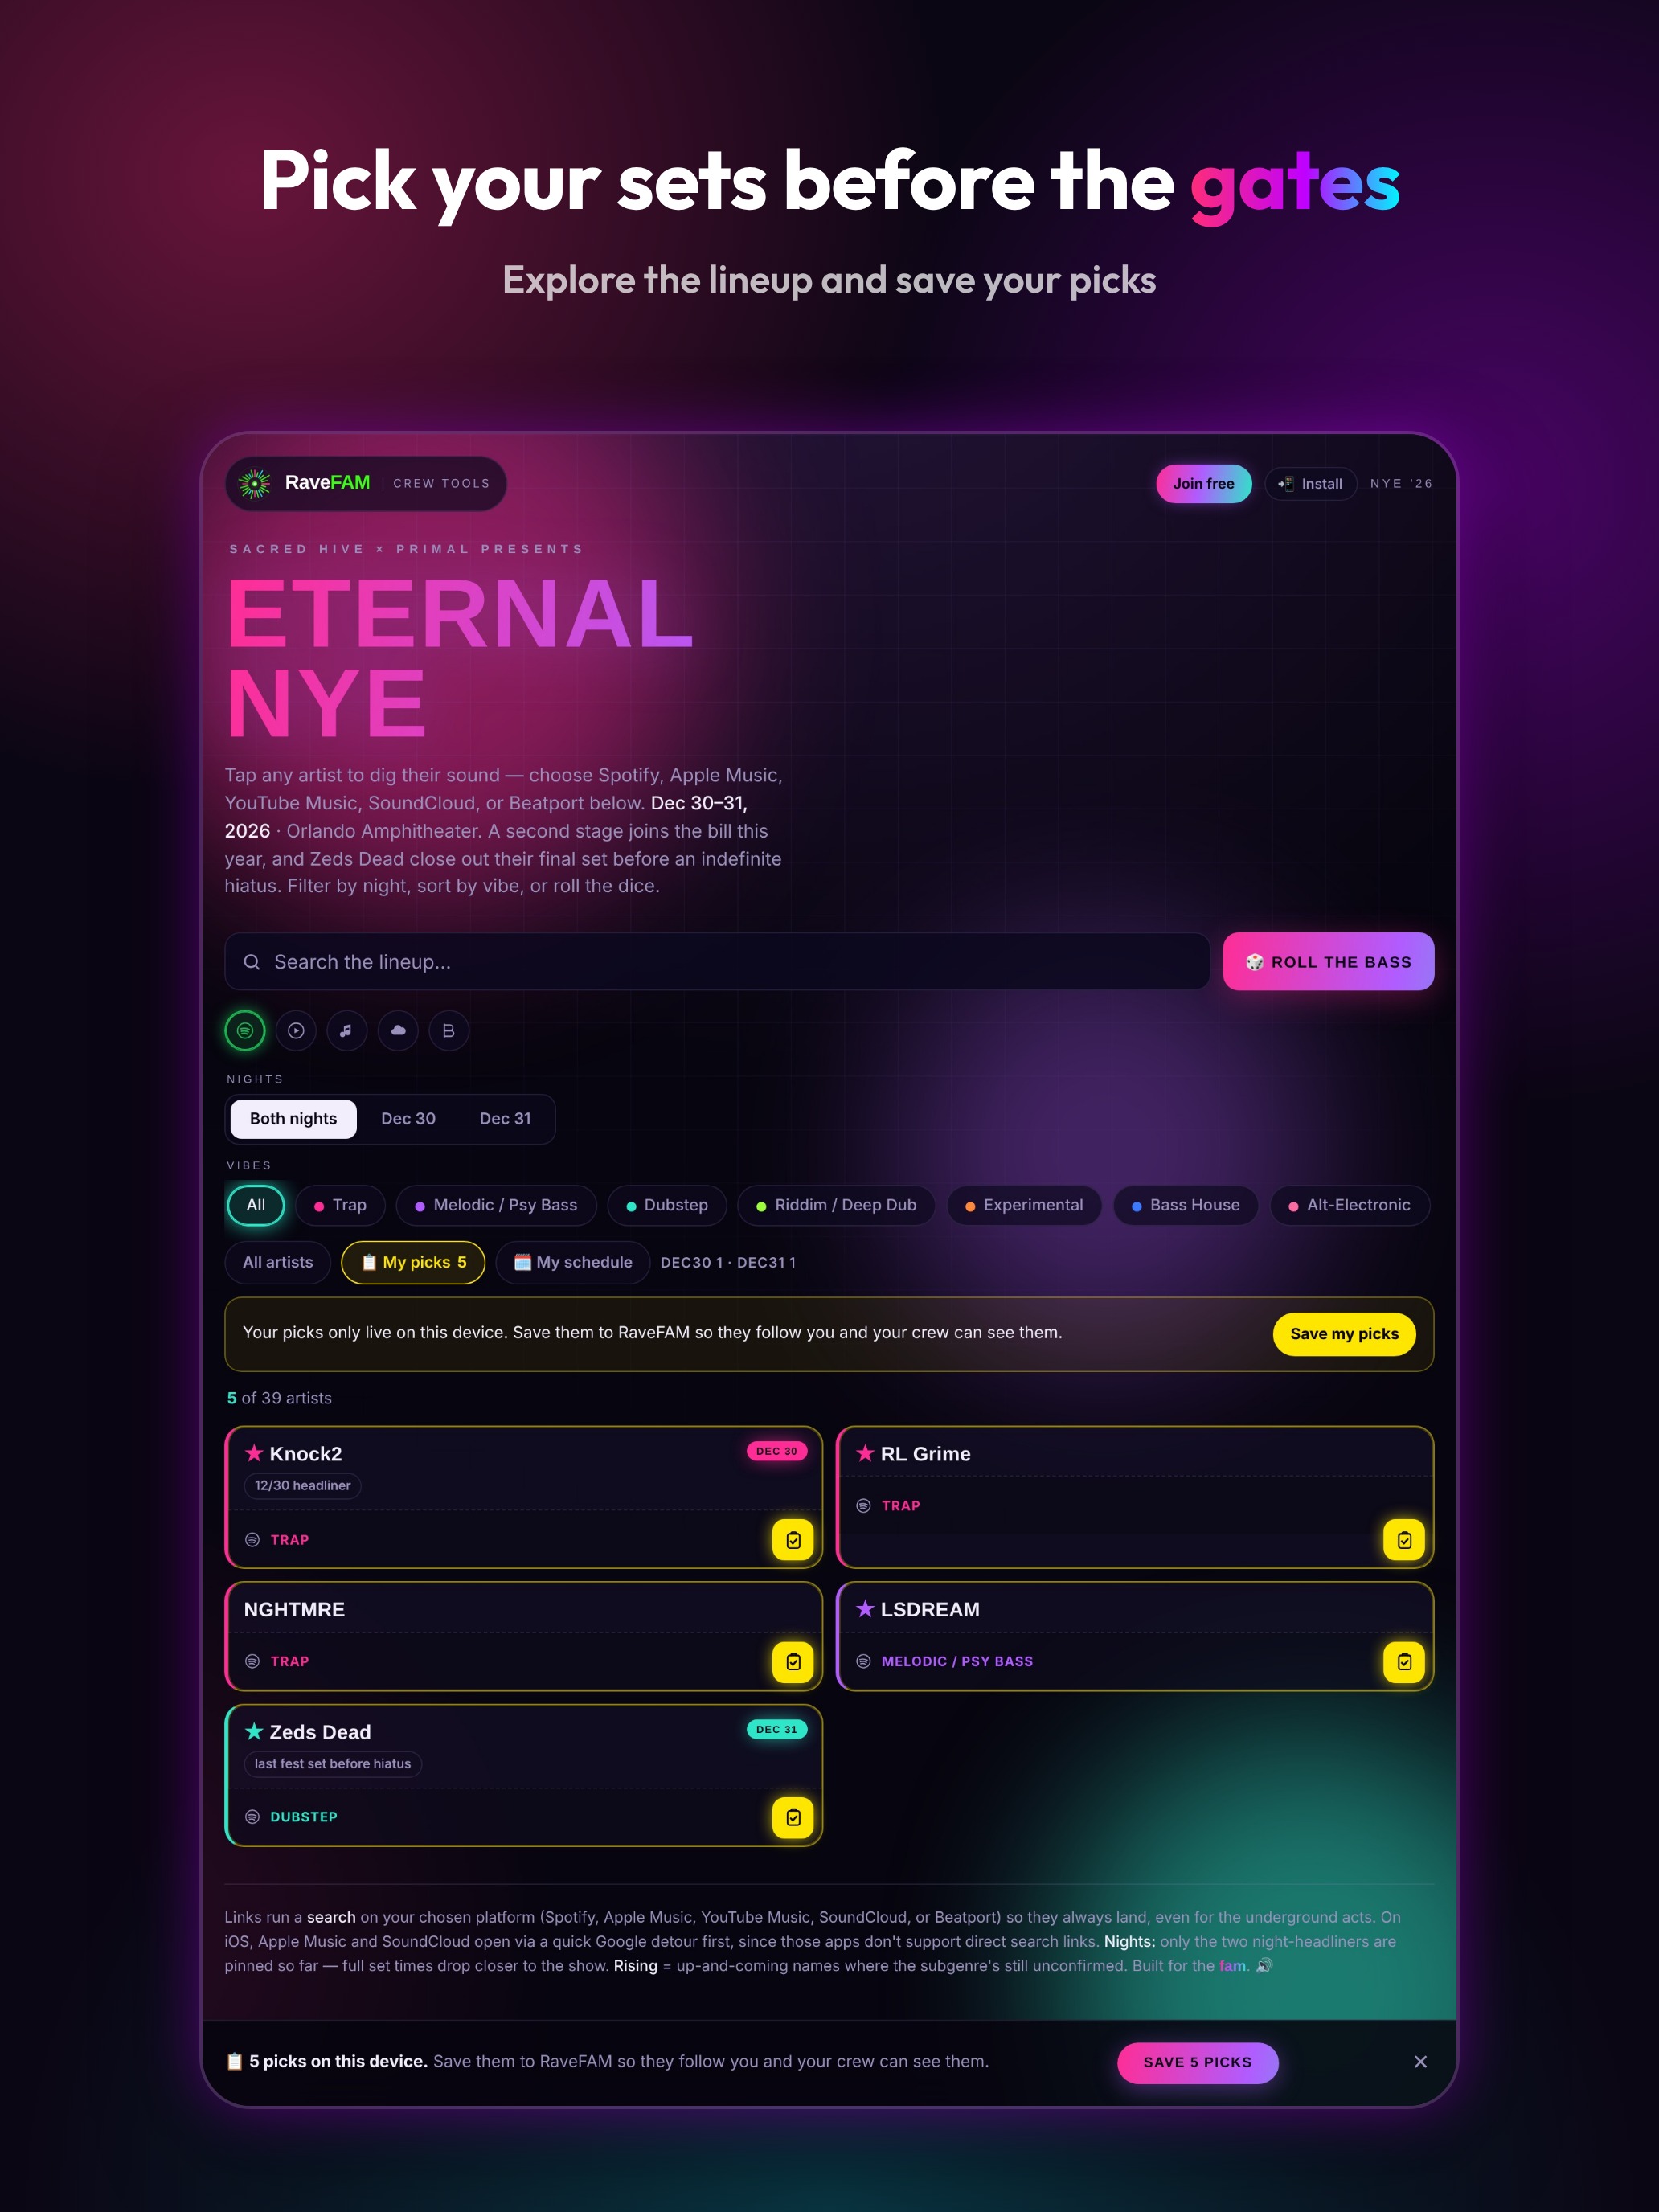 Pick your sets before the gates
Explore the lineup and save your picks
RaveFAM | CREW TOOLS
Join free
Install
NYE '26
SACRED HIVE × PRIMAL PRESENTS
ETERNAL
NYE
Tap any artist to dig their sound — choose Spotify, Apple Music,
YouTube Music, SoundCloud, or Beatport below. Dec 30–31,
2026 · Orlando Amphitheater. A second stage joins the bill this
year, and Zeds Dead close out their final set before an indefinite
hiatus. Filter by night, sort by vibe, or roll the dice.
Search the lineup...
ROLL THE BASS
NIGHTS
Both nights
Dec 30
Dec 31
VIBES
All
Trap
Melodic / Psy Bass
Dubstep
Riddim / Deep Dub
Experimental
Bass House
Alt-Electronic
All artists
My picks 5
My schedule
DEC30 1 · DEC31 1
Your picks only live on this device. Save them to RaveFAM so they follow you and your crew can see them.
Save my picks
5 of 39 artists
★ Knock2
DEC 30
12/30 headliner
TRAP
★ RL Grime
TRAP
NGHTMRE
TRAP
★ LSDREAM
MELODIC / PSY BASS
★ Zeds Dead
DEC 31
last fest set before hiatus
DUBSTEP
Links run a search on your chosen platform (Spotify, Apple Music, YouTube Music, SoundCloud, or Beatport) so they always land, even for the underground acts. On
iOS, Apple Music and SoundCloud open via a quick Google detour first, since those apps don't support direct search links. Nights: only the two night-headliners are
pinned so far — full set times drop closer to the show. Rising = up-and-coming names where the subgenre's still unconfirmed. Built for the fam. 🔊
5 picks on this device. Save them to RaveFAM so they follow you and your crew can see them.
SAVE 5 PICKS
✕